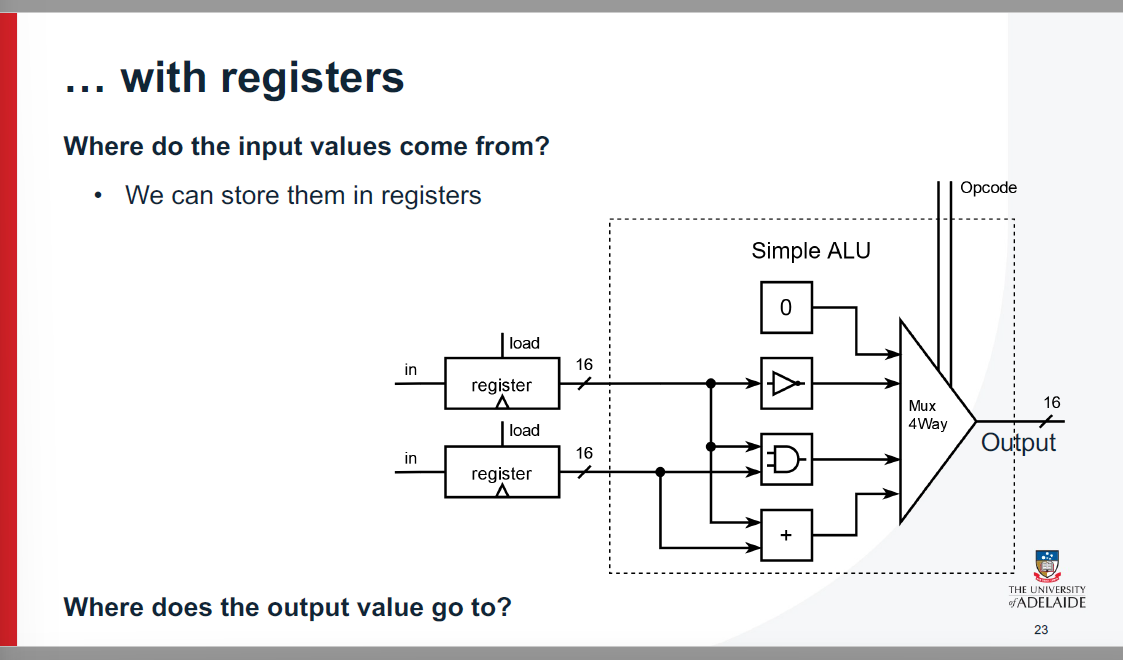 … with registers
Where do the input values come from?
• We can store them in registers
Opcode
Simple ALU
0
load
in
16
register
Mux
4Way
16
Output
load
in
16
register
+
Where does the output value go to?
THE UNIVERSITY
of ADELAIDE
23